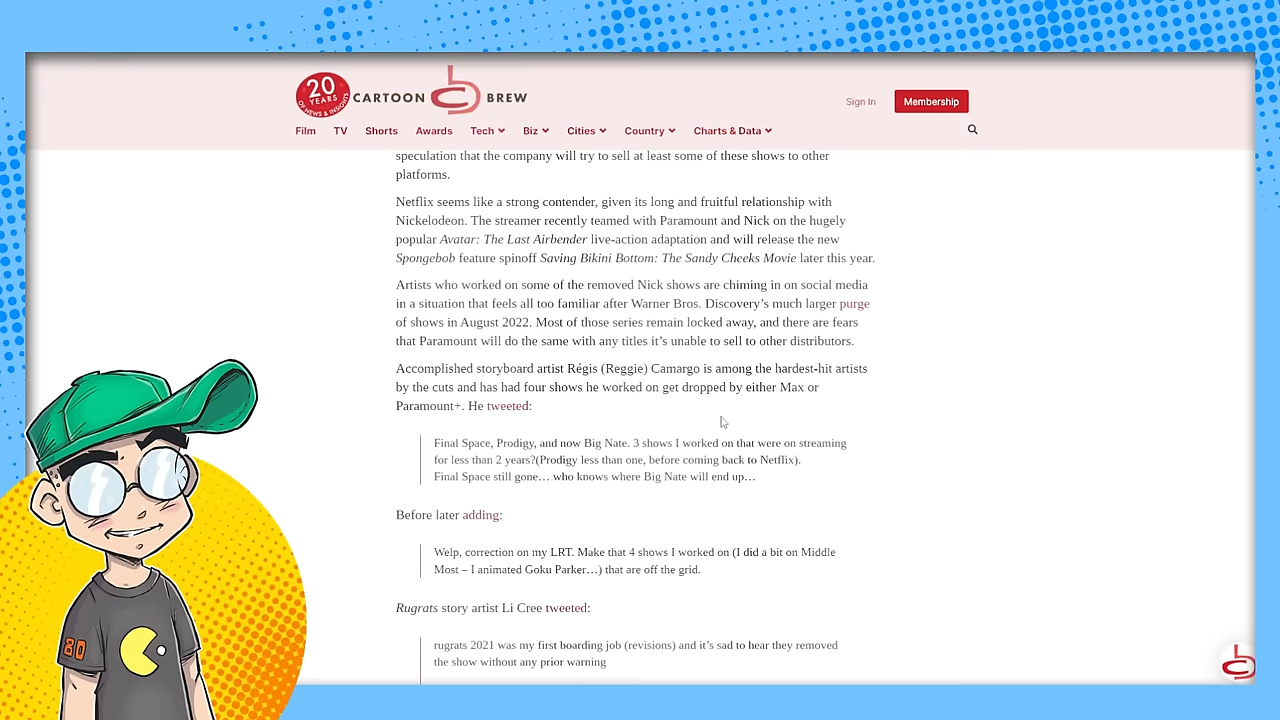 20
YEARS
OF NEWS & INSIGHTS
CARTOON BREW
Sign In
Membership
Film TV Shorts Awards Tech Biz Cities Country Charts & Data
speculation that the company will try to sell at least some of these shows to other
platforms.
Netflix seems like a strong contender, given its long and fruitful relationship with
Nickelodeon. The streamer recently teamed with Paramount and Nick on the hugely
popular Avatar: The Last Airbender live-action adaptation and will release the new
Spongebob feature spinoff Saving Bikini Bottom: The Sandy Cheeks Movie later this year.
Artists who worked on some of the removed Nick shows are chiming in on social media
in a situation that feels all too familiar after Warner Bros. Discovery’s much larger purge
of shows in August 2022. Most of those series remain locked away, and there are fears
that Paramount will do the same with any titles it’s unable to sell to other distributors.
Accomplished storyboard artist Régis (Reggie) Camargo is among the hardest-hit artists
by the cuts and has had four shows he worked on get dropped by either Max or
Paramount+. He tweeted:
Final Space, Prodigy, and now Big Nate. 3 shows I worked on that were on streaming
for less than 2 years?(Prodigy less than one, before coming back to Netflix).
Final Space still gone… who knows where Big Nate will end up…
Before later adding:
Welp, correction on my LRT. Make that 4 shows I worked on (I did a bit on Middle
Most – I animated Goku Parker…) that are off the grid.
Rugrats story artist Li Cree tweeted:
rugrats 2021 was my first boarding job (revisions) and it’s sad to hear they removed
the show without any prior warning
80